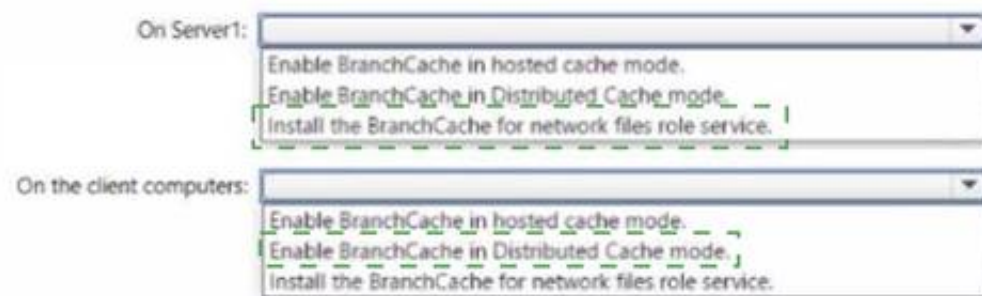 On Server1:
Enable BranchCache in hosted cache mode.
Enable BranchCache in Distributed Cache mode.
Install the BranchCache for network files role service.
On the client computers:
Enable BranchCache in hosted cache mode.
Enable BranchCache in Distributed Cache mode.
Install the BranchCache for network files role service.